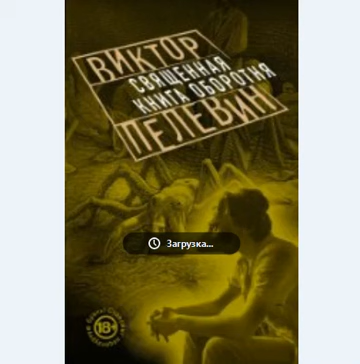 ВИКТОР
СВЯЩЕННАЯ
КНИГА ОБОРОТНЯ
ПЕЛЕВИН
Загрузка...
18+